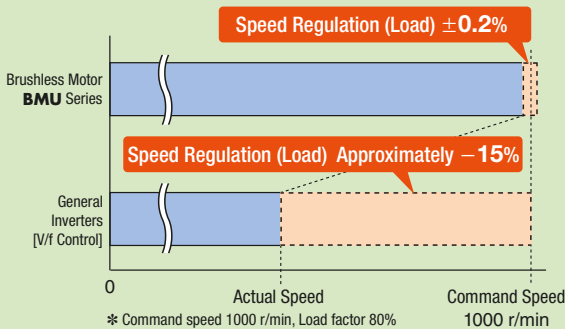 Speed Regulation (Load) ±0.2%
Brushless Motor
BMU Series
Speed Regulation (Load) Approximately −15%
General
Inverters
[V/f Control]
0
Actual Speed
Command Speed
1000 r/min
✻ Command speed 1000 r/min, Load factor 80%